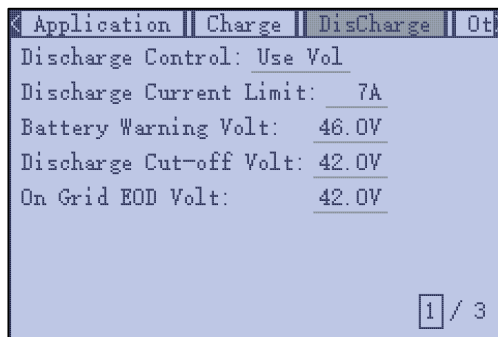 Application Charge DisCharge Ot
Discharge Control: Use Vol
Discharge Current Limit: 7A
Battery Warning Volt: 46.0V
Discharge Cut-off Volt: 42.0V
On Grid EOD Volt: 42.0V
1 / 3